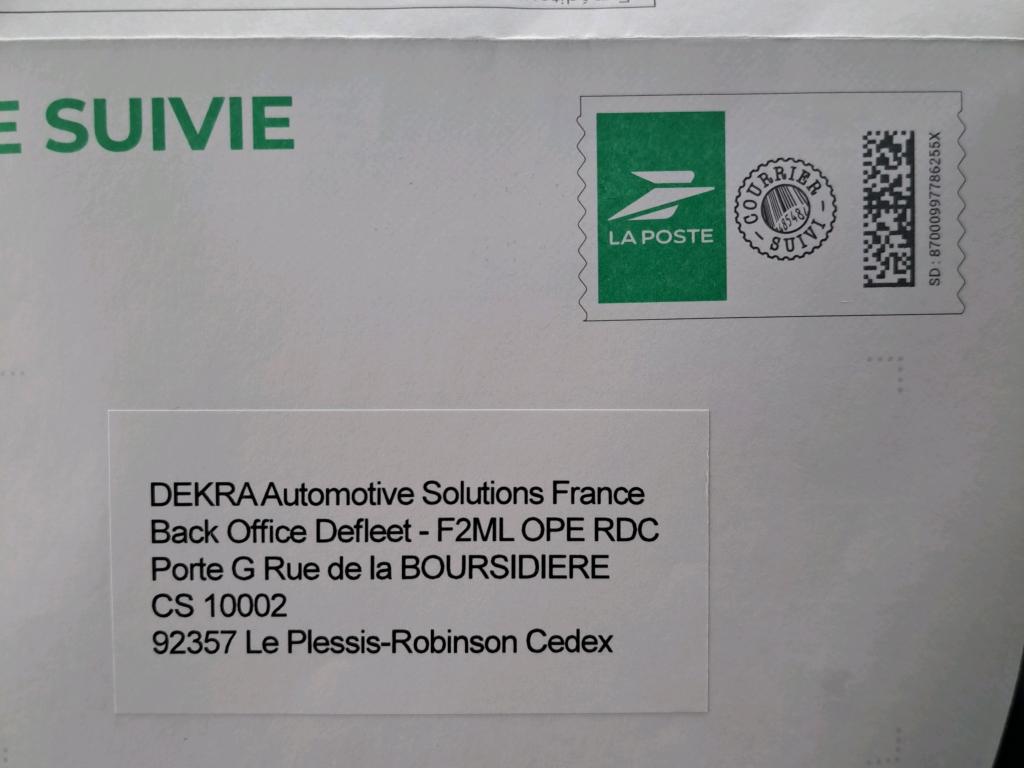 E SUIVIE
LA POSTE
COURRIER
SUIVI
SD : 87000997786255X
DEKRA Automotive Solutions France
Back Office Defleet - F2ML OPE RDC
Porte G Rue de la BOURSIDIERE
CS 10002
92357 Le Plessis-Robinson Cedex